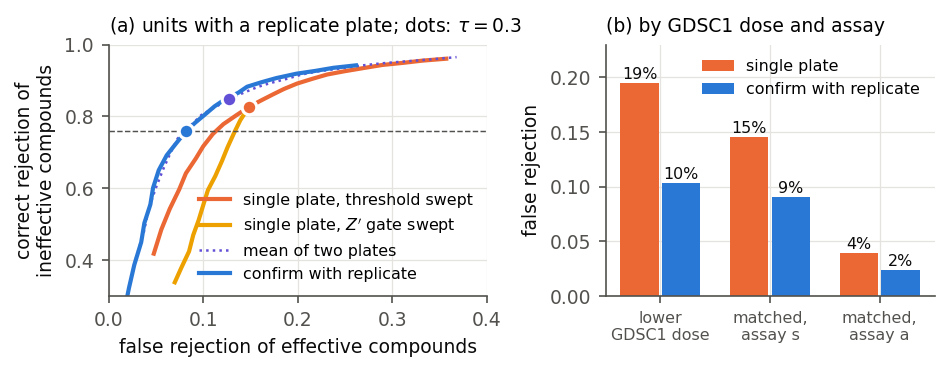 (a) units with a replicate plate; dots: τ = 0.3
correct rejection of
ineffective compounds
1.0
0.8
0.6
0.4
single plate, threshold swept
single plate, Z′ gate swept
mean of two plates
confirm with replicate
0.0 0.1 0.2 0.3 0.4
false rejection of effective compounds
(b) by GDSC1 dose and assay
false rejection
0.20
0.15
0.10
0.05
0.00
single plate
confirm with replicate
19% 10% 15% 9% 4% 2%
lower
GDSC1 dose
matched,
assay s
matched,
assay a